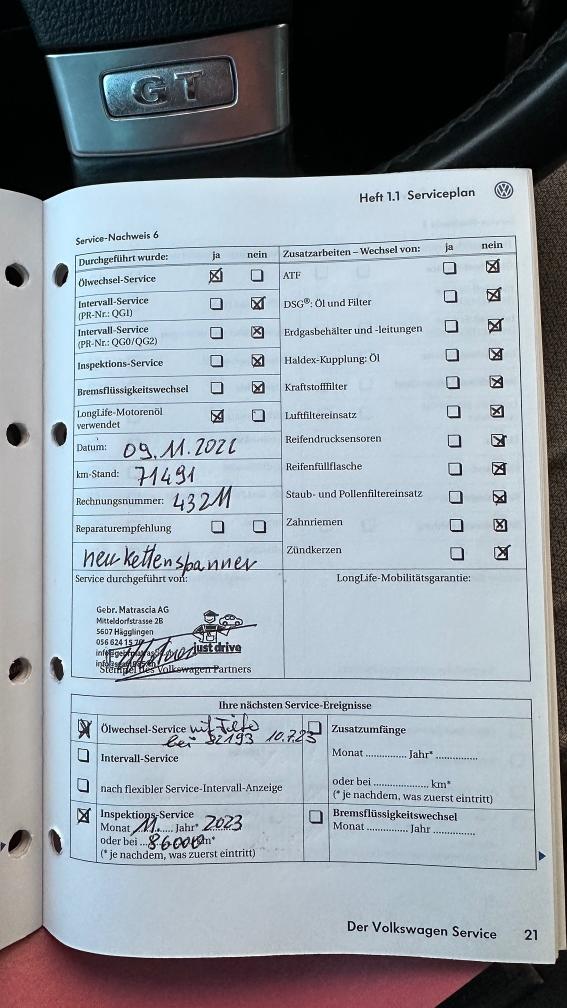 GT
Heft 1.1 Serviceplan
Service-Nachweis 6
Durchgeführt wurde: ja nein
Ölwechsel-Service
Intervall-Service
(PR-Nr.: QG1)
Intervall-Service
(PR-Nr.: QG0/QG2)
Inspektions-Service
Bremsflüssigkeitswechsel
LongLife-Motorenöl
verwendet
Datum: 09.11.2022
km-Stand: 71491
Rechnungsnummer: 43211
Reparaturempfehlung
neu Kettenspanner
Zusatzarbeiten – Wechsel von: ja nein
ATF
DSG®: Öl und Filter
Erdgasbehälter und -leitungen
Haldex-Kupplung: Öl
Kraftstofffilter
Luftfiltereinsatz
Reifendrucksensoren
Reifenfüllflasche
Staub- und Pollenfiltereinsatz
Zahnriemen
Zündkerzen
Service durchgeführt von:
Gebr. Matrascia AG
Mitteldorfstrasse 2B
5607 Hägglingen
056 624 15
just drive
Stempel des Volkswagen Partners
LongLife-Mobilitätsgarantie:
Ihre nächsten Service-Ereignisse
Ölwechsel-Service mit
bei 82193 10.7.23
Intervall-Service
nach flexibler Service-Intervall-Anzeige
Inspektions-Service
Monat 11. Jahr* 2023
oder bei 86000 km*
(* je nachdem, was zuerst eintritt)
Zusatzumfänge
Monat .............. Jahr* ..............
oder bei .................. km*
(* je nachdem, was zuerst eintritt)
Bremsflüssigkeitswechsel
Monat .............. Jahr ..............
Der Volkswagen Service 21